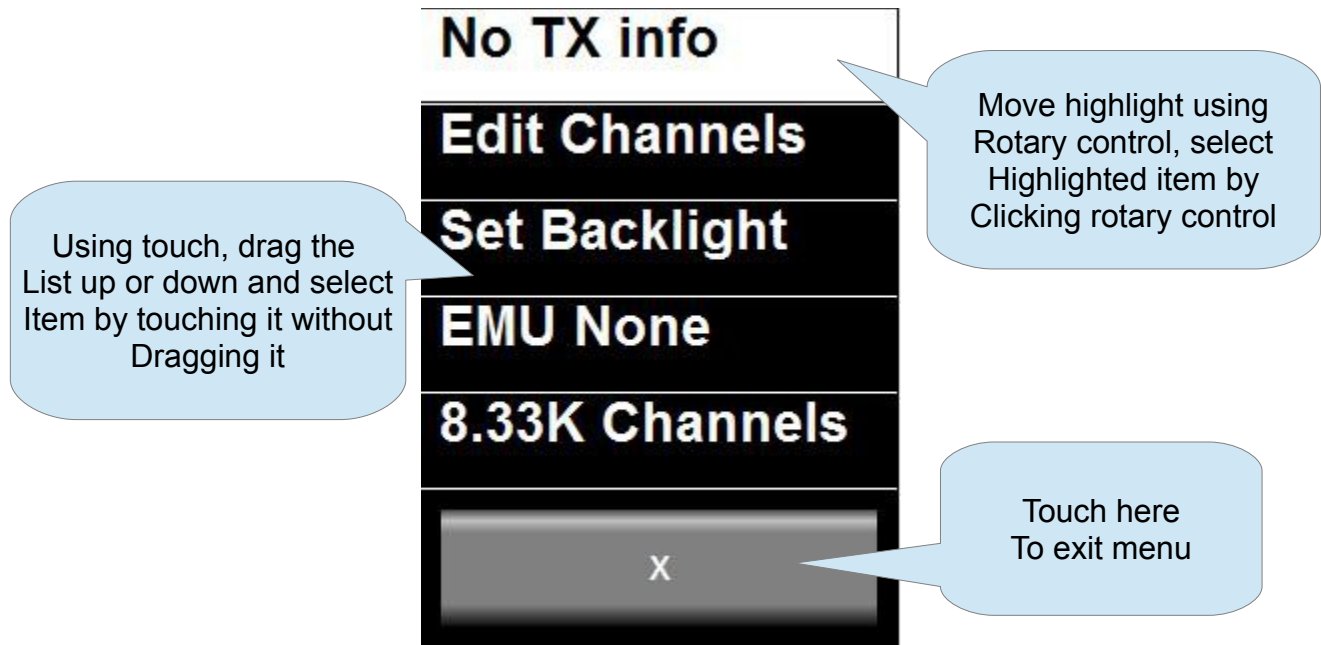 No TX info
Edit Channels
Set Backlight
EMU None
8.33K Channels
X
Move highlight using
Rotary control, select
Highlighted item by
Clicking rotary control
Using touch, drag the
List up or down and select
Item by touching it without
Dragging it
Touch here
To exit menu